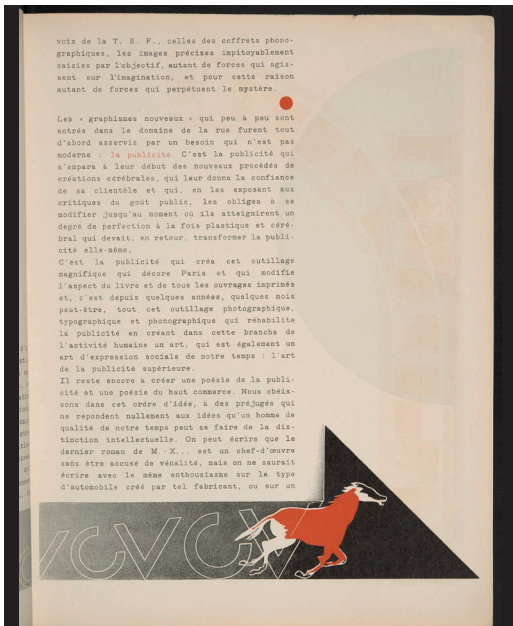 voix de la T. S. F., celles des coffrets phono-
graphiques, les images précises impitoyablement
saisies par l'objectif, autant de forces qui agis-
sent sur l'imagination, et pour cette raison
autant de forces qui perpétuent le mystère.
Les « graphismes nouveaux » qui peu à peu sont
entrés dans le domaine de la rue furent tout
d'abord asservis par un besoin qui n'est pas
moderne : la publicité. C'est la publicité qui
s'empara à leur début des nouveaux procédés de
créations cérébrales, qui leur donna la confiance
de sa clientèle et qui, en les exposant aux
critiques du goût public, les obligea à se
modifier jusqu'au moment où ils atteignirent un
degré de perfection à la fois plastique et céré-
bral qui devait, en retour, transformer la publi-
cité elle-même.
C'est la publicité qui créa cet outillage
magnifique qui décore Paris et qui modifie
l'aspect du livre et de tous les ouvrages imprimés
et, c'est depuis quelques années, quelques mois
peut-être, tout cet outillage photographique,
typographique et phonographique qui réhabilite
la publicité en créant dans cette branche de
l'activité humaine un art, qui est également un
art d'expression sociale de notre temps : l'art
de la publicité supérieure.
Il reste encore à créer une poésie de la publi-
cité et une poésie du haut commerce. Nous obéis-
sons dans cet ordre d'idée, à des préjugés qui
ne répondent nullement aux idées qu'un homme de
qualité de notre temps peut se faire de la dis-
tinction intellectuelle. On peut écrire que le
dernier roman de M. X... est un chef-d'œuvre
sans être accusé de vénalité, mais on ne saurait
écrire avec le même enthousiasme sur le type
d'automobile créé par tel fabricant, ou sur un